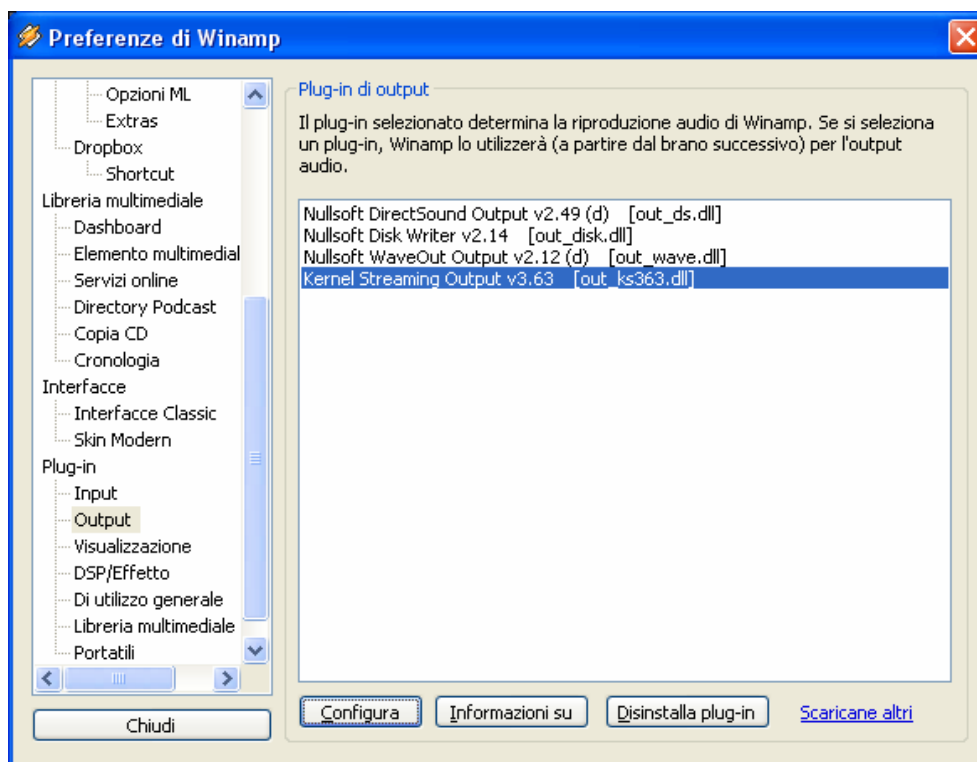 Preferenze di Winamp
Opzioni ML
Extras
Dropbox
Shortcut
Libreria multimediale
Dashboard
Elemento multimedial
Servizi online
Directory Podcast
Copia CD
Cronologia
Interfacce
Interfacce Classic
Skin Modern
Plug-in
Input
Output
Visualizzazione
DSP/Effetto
Di utilizzo generale
Libreria multimediale
Portatili
Chiudi
Plug-in di output
Il plug-in selezionato determina la riproduzione audio di Winamp. Se si seleziona
un plug-in, Winamp lo utilizzerà (a partire dal brano successivo) per l'output
audio.
Nullsoft DirectSound Output v2.49 (d) [out_ds.dll]
Nullsoft Disk Writer v2.14 [out_disk.dll]
Nullsoft WaveOut Output v2.12 (d) [out_wave.dll]
Kernel Streaming Output v3.63 [out_ks363.dll]
Configura
Informazioni su
Disinstalla plug-in
Scaricane altri